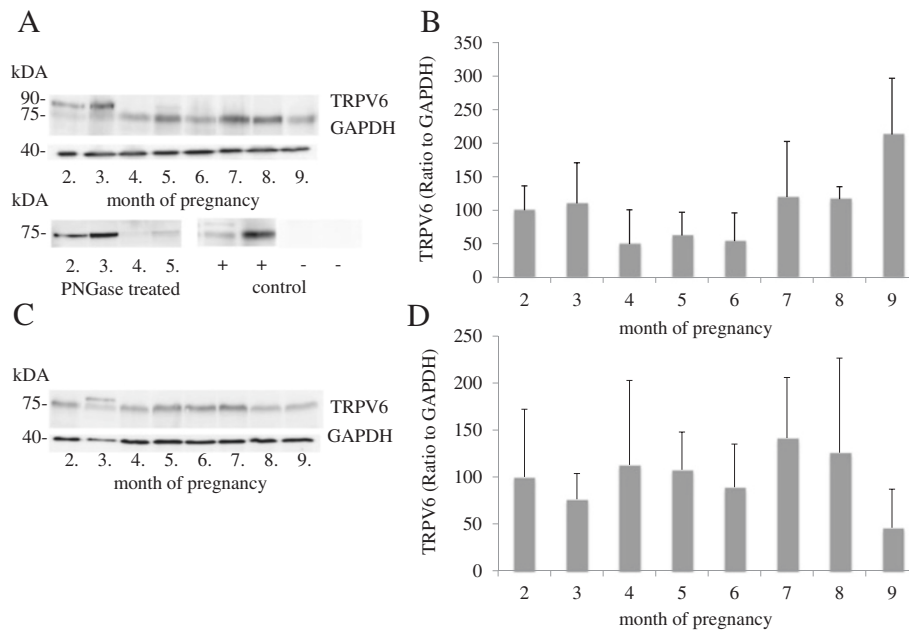 A
kDA
90-
75-
TRPV6
GAPDH
40-
2. 3. 4. 5. 6. 7. 8. 9.
month of pregnancy
kDA
75-
2. 3. 4. 5.
+ + - -
PNGase treated
control
B
TRPV6 (Ratio to GAPDH)
350
300
250
200
150
100
50
0
2 3 4 5 6 7 8 9
month of pregnancy
C
kDA
75-
TRPV6
40-
GAPDH
2. 3. 4. 5. 6. 7. 8. 9.
month of pregnancy
D
TRPV6 (Ratio to GAPDH)
250
200
150
100
50
0
2 3 4 5 6 7 8 9
month of pregnancy